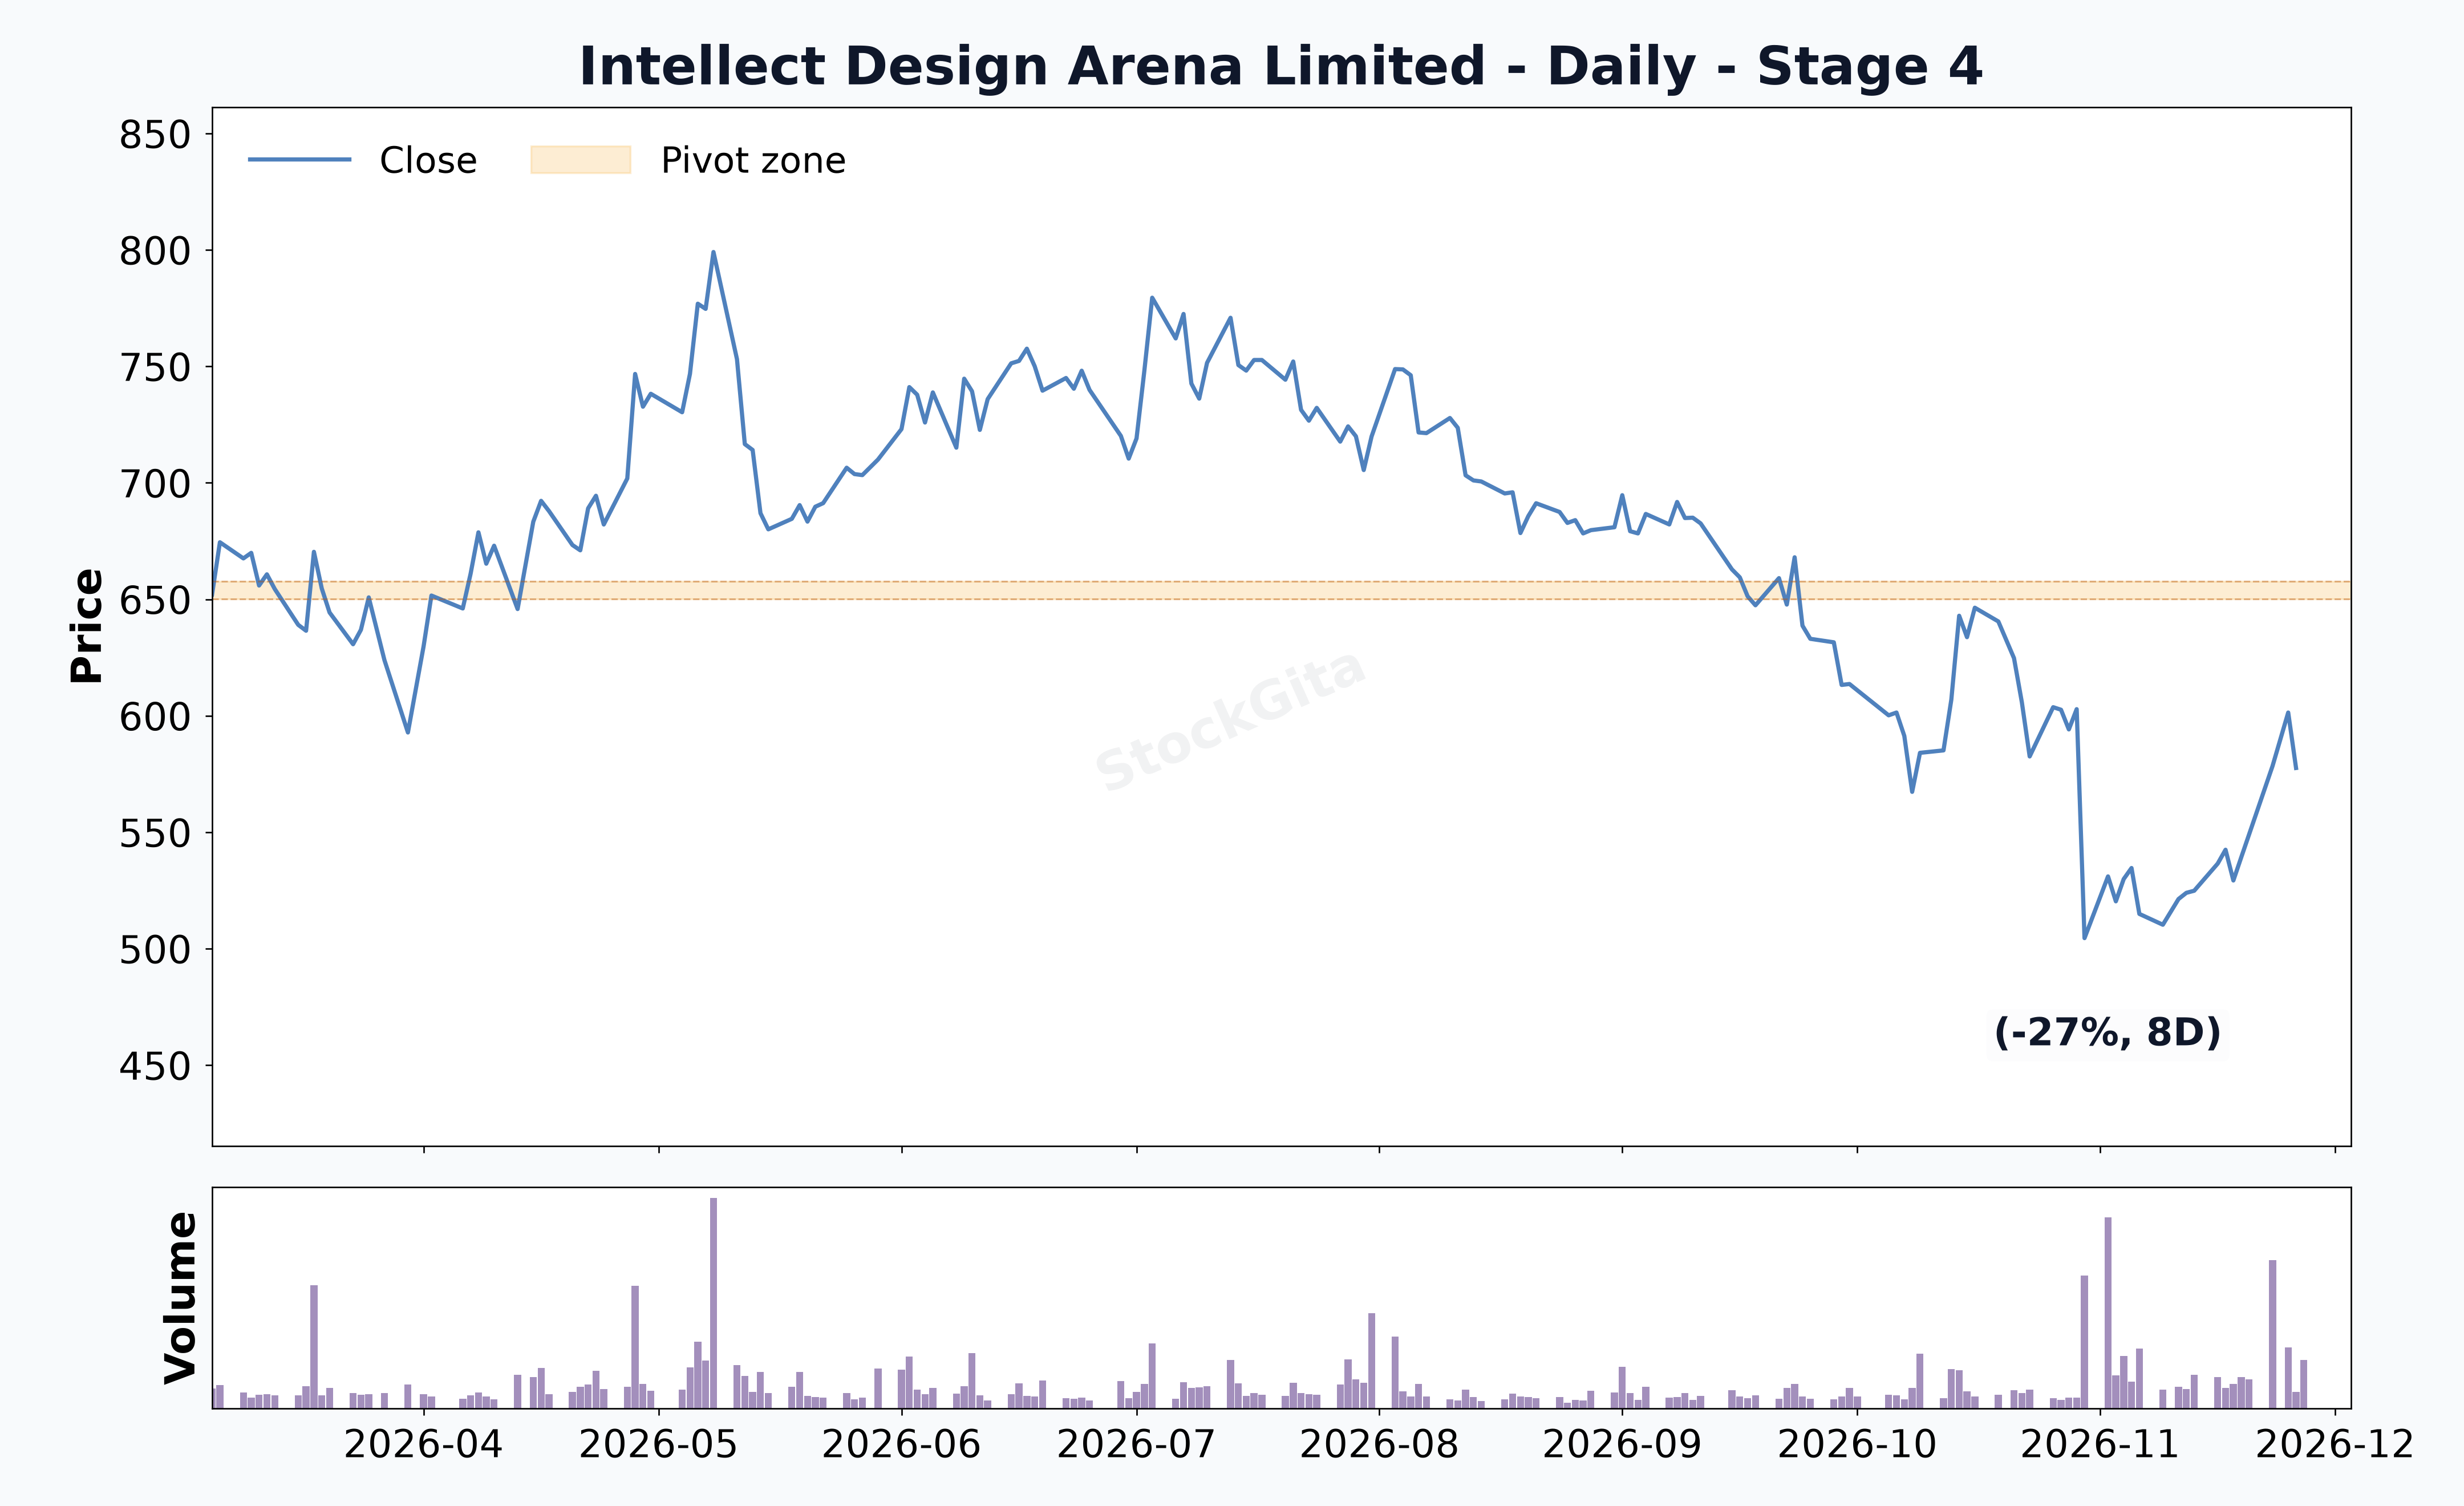 Intellect Design Arena Limited - Daily - Stage 4
Close
Pivot zone
850
800
750
700
650
600
550
500
450
Price
StockGita
(-27%, 8D)
Volume
2026-04
2026-05
2026-06
2026-07
2026-08
2026-09
2026-10
2026-11
2026-12